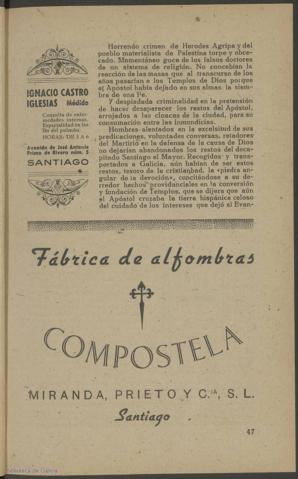 IGNACIO CASTRO
IGLESIAS Médico
Consulta de enfer-
medades internas.
Especialidad en tu-
HORAS: DE 3 A 6
Avenida de José Antonio
Primo de Rivera núm. 5
SANTIAGO
Horrendo crimen de Herodes Agripa y del
pueblo materialista de Palestina torpe y obce-
cado. Momentáneo goce de los falsos doctores
de un sistema de religión. No concebían la
reacción de las masas que al transcurso de los
años pasarían a los Templos de Dios porque
el Apóstol había dejado en sus almas la siem-
bra de una Fe.
Y despiadada criminalidad en la pretensión
de hacer desaparecer los restos del Apóstol,
arrojados a las cloacas de la ciudad, para su
consumación entre las inmundicias.
Hombres alentados en la excelsitud de sus
predicaciones, voluntades conversas, miradores
del Martirio en la defensa de la causa de Dios
no dejarían abandonados los restos del deca-
pitado Santiago el Mayor. Recogidos y trans-
portados a Galicia, aún habían de ser estos
restos, tesoro de la cristiandad, la «piedra an-
gular de la devoción», concitándose a su de-
rredor hechos providenciales en la conversión
y fundación de Templos, que se dijera que aún
el Apóstol cruzaba la tierra hispánica celoso
del cuidado de los intereses que dejó el Evan-
Fábrica de alfombras
COMPOSTELA
MIRANDA, PRIETO Y C.ÍA, S. L.
Santiago
47
Biblioteca de Galicia